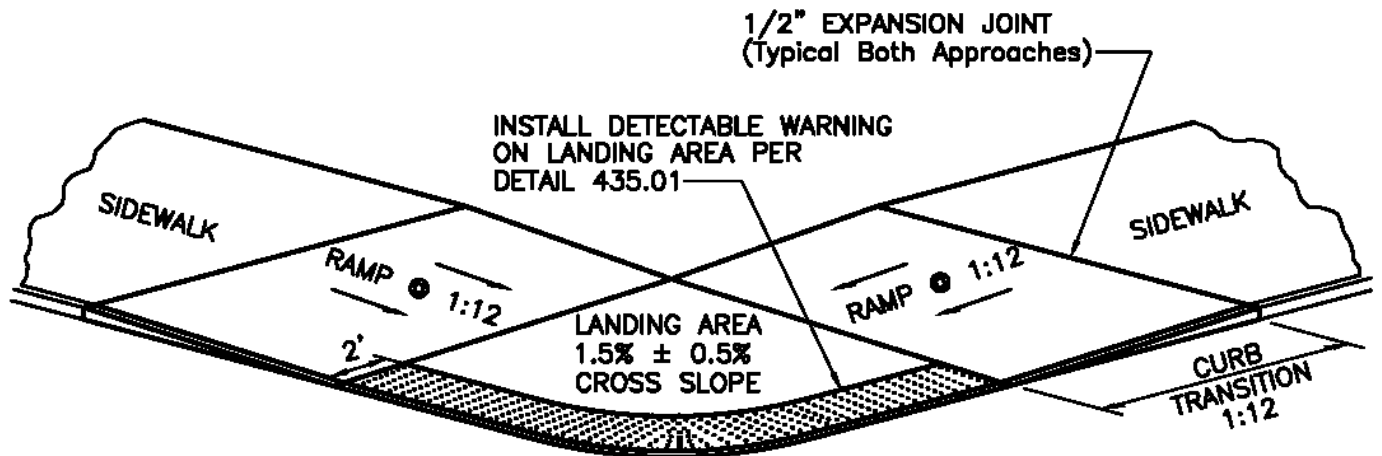 1/2" EXPANSION JOINT
(Typical Both Approaches)
INSTALL DETECTABLE WARNING
ON LANDING AREA PER
DETAIL 435.01
SIDEWALK
SIDEWALK
RAMP @ 1:12
RAMP @ 1:12
LANDING AREA
1.5% ± 0.5%
CROSS SLOPE
2'
CURB
TRANSITION
1:12